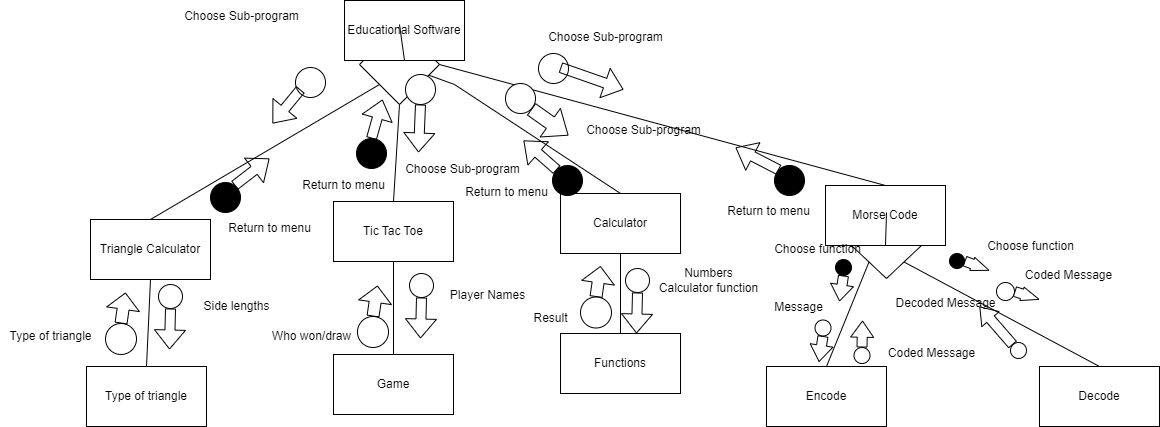 Choose Sub-program
Educational Software
Choose Sub-program
Choose Sub-program
Choose Sub-program
Return to menu
Return to menu
Return to menu
Return to menu
Triangle Calculator
Tic Tac Toe
Calculator
Morse Code
Choose function
Choose function
Side lengths
Player Names
Numbers
Calculator function
Coded Message
Message
Decoded Message
Type of triangle
Who won/draw
Result
Coded Message
Type of triangle
Game
Functions
Encode
Decode